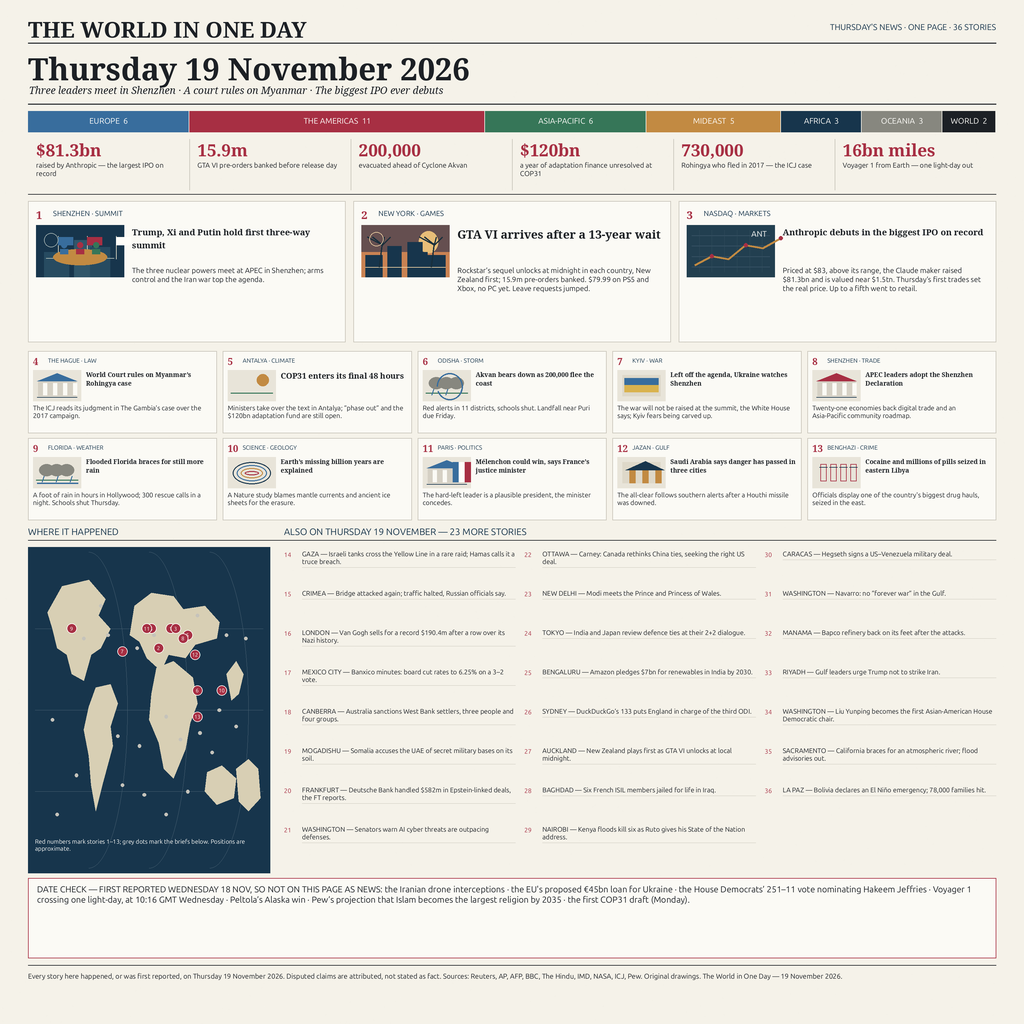 THE WORLD IN ONE DAY
THURSDAY'S NEWS · ONE PAGE · 36 STORIES
Thursday 19 November 2026
Three leaders meet in Shenzhen · A court rules on Myanmar · The biggest IPO ever debuts
EUROPE 6
THE AMERICAS 11
ASIA-PACIFIC 6
MIDEAST 5
AFRICA 3
OCEANIA 3
WORLD 2
$81.3bn
raised by Anthropic — the largest IPO on
record
15.9m
GTA VI pre-orders banked before release day
200,000
evacuated ahead of Cyclone Akvan
$120bn
a year of adaptation finance unresolved at
COP31
730,000
Rohingya who fled in 2017 — the ICJ case
16bn miles
Voyager 1 from Earth — one light-day out
1 SHENZHEN · SUMMIT
Trump, Xi and Putin hold first three-way
summit
The three nuclear powers meet at APEC in Shenzhen; arms
control and the Iran war top the agenda.
2 NEW YORK · GAMES
GTA VI arrives after a 13-year wait
Rockstar's sequel unlocks at midnight in each country, New
Zealand first; 15.9m pre-orders banked. $79.99 on PS5 and
Xbox, no PC yet. Leave requests jumped.
3 NASDAQ · MARKETS
ANT
Anthropic debuts in the biggest IPO on record
Priced at $83, above its range, the Claude maker raised
$81.3bn and is valued near $1.5tn. Thursday's first trades set
the real price. Up to a fifth went to retail.
4 THE HAGUE · LAW
World Court rules on Myanmar's
Rohingya case
The ICJ reads its judgment in The Gambia's case over the
2017 campaign.
5 ANTALYA · CLIMATE
COP31 enters its final 48 hours
Ministers take over the text in Antalya; "phase out" and the
$120bn adaptation fund are still open.
6 ODISHA · STORM
Akvan bears down as 200,000 flee the
coast
Red alerts in 11 districts, schools shut. Landfall near Puri
due Friday.
7 KYIV · WAR
Left off the agenda, Ukraine watches
Shenzhen
The war will not be raised at the summit, the White House
says; Kyiv fears being carved up.
8 SHENZHEN · TRADE
APEC leaders adopt the Shenzhen
Declaration
Twenty-one economies back digital trade and an
Asia-Pacific community roadmap.
9 FLORIDA · WEATHER
Flooded Florida braces for still more
rain
A foot of rain in hours in Hollywood; 300 rescue calls in a
night. Schools shut Thursday.
10 SCIENCE · GEOLOGY
Earth's missing billion years are
explained
A Nature study blames mantle currents and ancient ice
sheets for the erasure.
11 PARIS · POLITICS
Mélenchon could win, says France's
justice minister
The hard-left leader is a plausible president, the minister
concedes.
12 JAZAN · GULF
Saudi Arabia says danger has passed in
three cities
The all-clear follows southern alerts after a Houthi missile
was downed.
13 BENGHAZI · CRIME
Cocaine and millions of pills seized in
eastern Libya
Officials display one of the country's biggest drug hauls,
seized in east.
WHERE IT HAPPENED
9
11
3
8
7
2
12
6
10
13
Red numbers mark stories 1–13; grey dots mark the briefs below. Positions are
approximate.
ALSO ON THURSDAY 19 NOVEMBER — 23 MORE STORIES
14 GAZA — Israeli tanks cross the Yellow Line in a rare raid; Hamas calls it a
truce breach.
15 CRIMEA — Bridge attacked again; traffic halted, Russian officials say.
16 LONDON — Van Gogh sells for a record $190.4m after a row over its
Nazi history.
17 MEXICO CITY — Banxico minutes: board cut rates to 6.25% on a 3–2
vote.
18 CANBERRA — Australia sanctions West Bank settlers, three people and
four groups.
19 MOGADISHU — Somalia accuses the UAE of secret military bases on its
soil.
20 FRANKFURT — Deutsche Bank handled $582m in Epstein-linked deals,
the FT reports.
21 WASHINGTON — Senators warn AI cyber threats are outpacing
defenses.
22 OTTAWA — Carney: Canada rethinks China ties, seeking the right US
deal.
23 NEW DELHI — Modi meets the Prince and Princess of Wales.
24 TOKYO — India and Japan review defence ties at their 2+2 dialogue.
25 BENGALURU — Amazon pledges $7bn for renewables in India by 2030.
26 SYDNEY — DuckDuckGo's 133 puts England in charge of the third ODI.
27 AUCKLAND — New Zealand plays first as GTA VI unlocks at local
midnight.
28 BAGHDAD — Six French ISIL members jailed for life in Iraq.
29 NAIROBI — Kenya floods kill six as Ruto gives his State of the Nation
address.
30 CARACAS — Hegseth signs a US–Venezuela military deal.
31 WASHINGTON — Navarro: no "forever war" in the Gulf.
32 MANAMA — Bapco refinery back on its feet after the attacks.
33 RIYADH — Gulf leaders urge Trump not to strike Iran.
34 WASHINGTON — Liu Yunping becomes the first Asian-American House
Democratic chair.
35 SACRAMENTO — California braces for an atmospheric river; flood
advisories out.
36 LA PAZ — Bolivia declares an El Niño emergency; 78,000 families hit.
DATE CHECK — FIRST REPORTED WEDNESDAY 18 NOV, SO NOT ON THIS PAGE AS NEWS: the Iranian drone interceptions · the EU's proposed €45bn loan for Ukraine · the House Democrats' 251–11 vote nominating Hakeem Jeffries · Voyager 1
crossing one light-day, at 10:16 GMT Wednesday · Peltola's Alaska win · Pew's projection that Islam becomes the largest religion by 2035 · the first COP31 draft (Monday).
Every story here happened, or was first reported, on Thursday 19 November 2026. Disputed claims are attributed, not stated as fact. Sources: Reuters, AP, AFP, BBC, The Hindu, IMD, NASA, ICJ, Pew. Original drawings. The World in One Day — 19 November 2026.